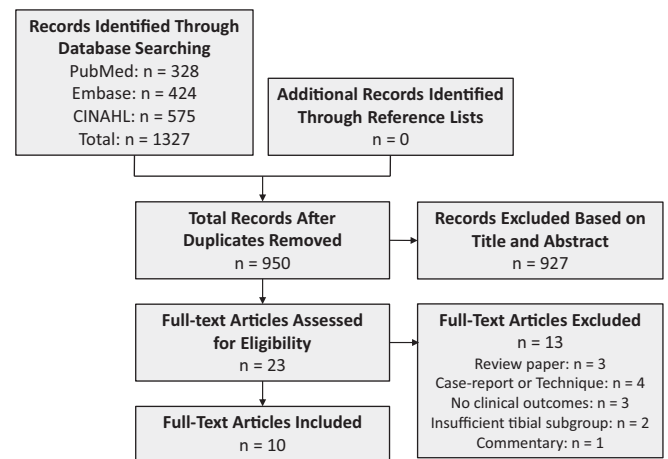 Records Identified Through
Database Searching
PubMed: n = 328
Embase: n = 424
CINAHL: n = 575
Total: n = 1327
Additional Records Identified
Through Reference Lists
n = 0
Total Records After
Duplicates Removed
n = 950
Records Excluded Based on
Title and Abstract
n = 927
Full-text Articles Assessed
for Eligibility
n = 23
Full-Text Articles Excluded
n = 13
Review paper: n = 3
Case-report or Technique: n = 4
No clinical outcomes: n = 3
Insufficient tibial subgroup: n = 2
Commentary: n = 1
Full-Text Articles Included
n = 10